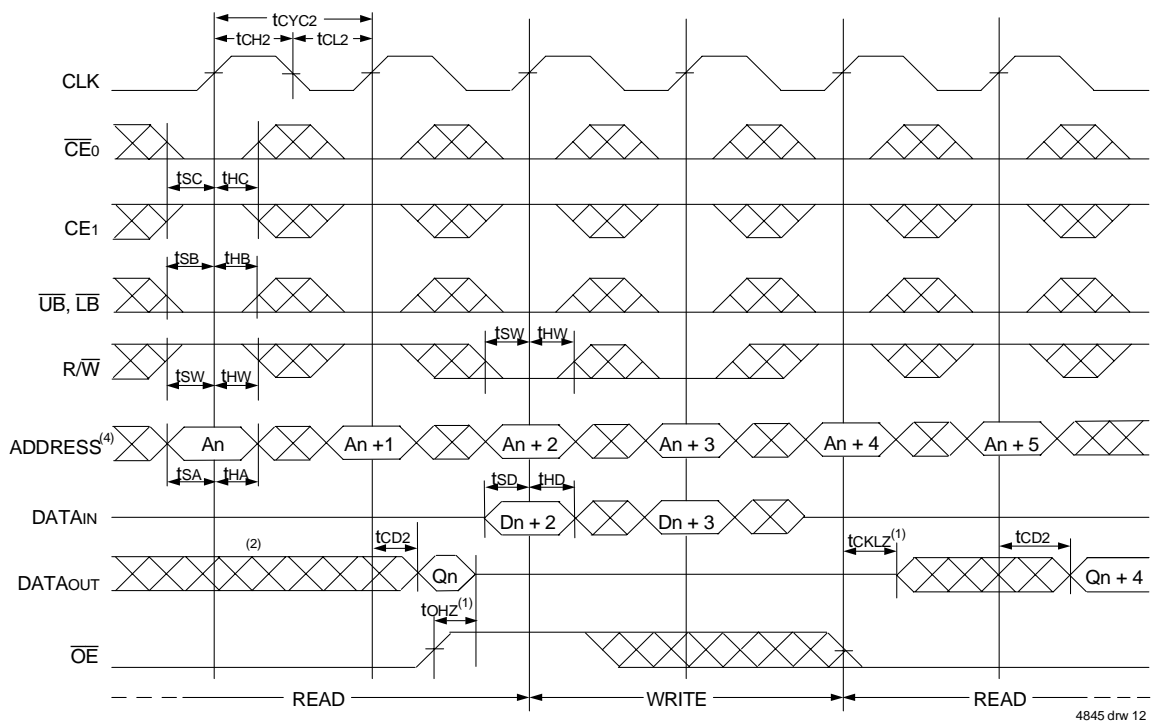 tCYC2
tCH2 tCL2
CLK
CE0
tSC tHC
CE1
tSB tHB
UB, LB
tSW tHW
R/W
tSW tHW
ADDRESS(4) An An + 1 An + 2 An + 3 An + 4 An + 5
tSA tHA
tSD tHD
DATAIN Dn + 2 Dn + 3
(2) tCD2 tCKLZ(1) tCD2
DATAOUT Qn Qn + 4
tOHZ(1)
OE
READ WRITE READ
4845 drw 12